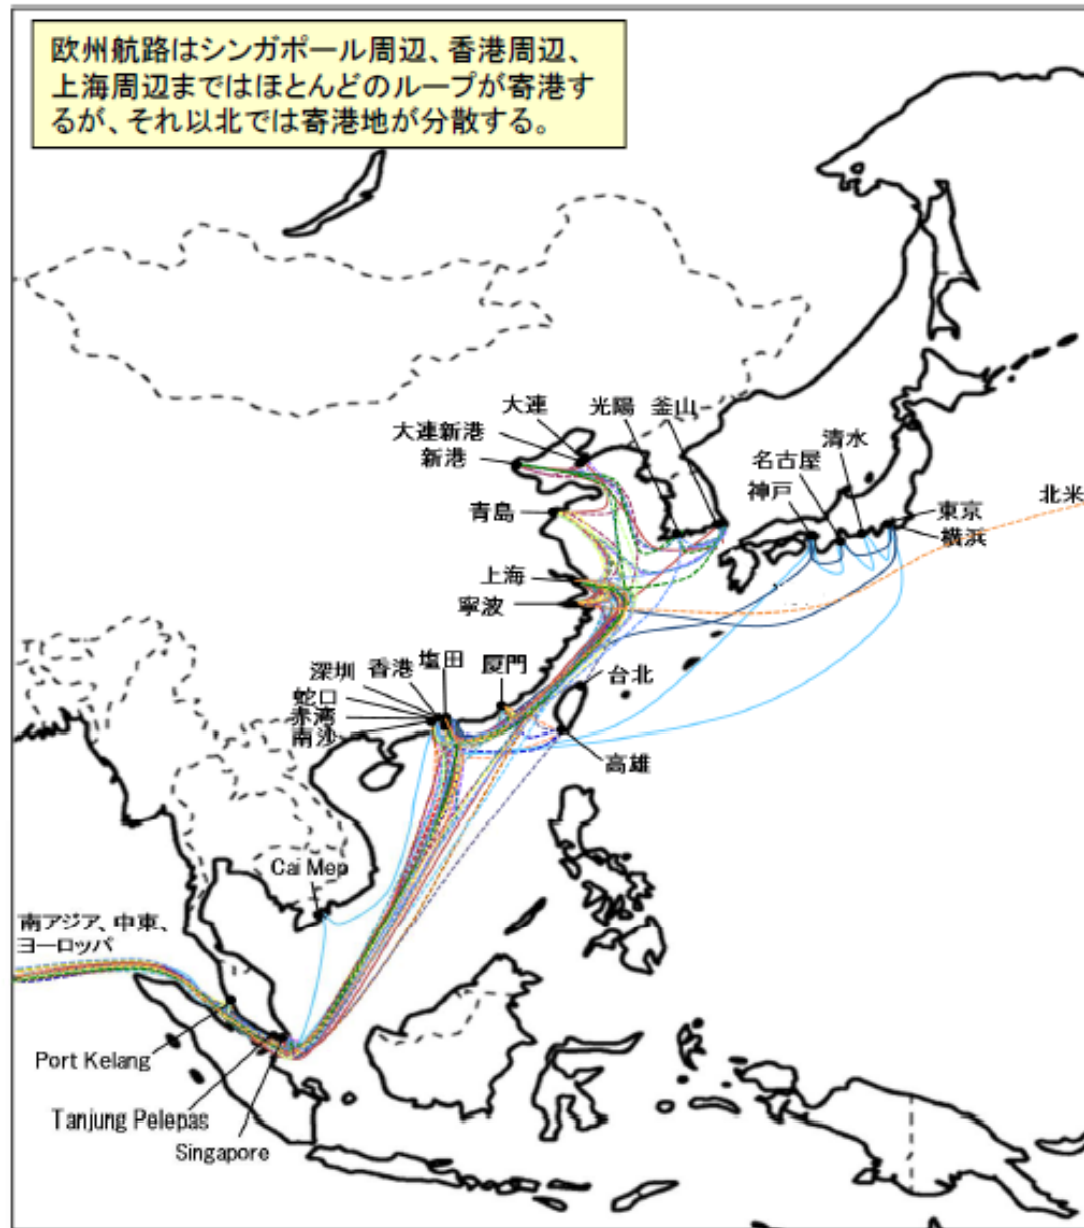 欧州航路はシンガポール周辺、香港周辺、
上海周辺まではほとんどのループが寄港す
るが、それ以北では寄港地が分散する。
大連
光陽
釜山
大連新港
新港
清水
名古屋
神戸
北米
青島
東京
横浜
上海
寧波
塩田
厦門
香港
深圳
台北
蛇口
赤湾
南沙
高雄
Cai Mep
南アジア、中東、
ヨーロッパ
Port Kelang
Tanjung Pelepas
Singapore